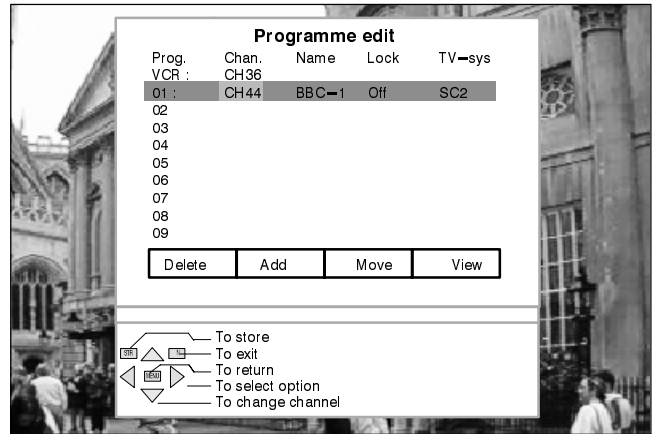 Programme edit
Prog. Chan. Name Lock TV-sys
VCR : CH36
01 : CH44 BBC-1 Off SC2
02
03
04
05
06
07
08
09
Delete Add Move View
STR To store
To exit
MENU To return
To select option
To change channel